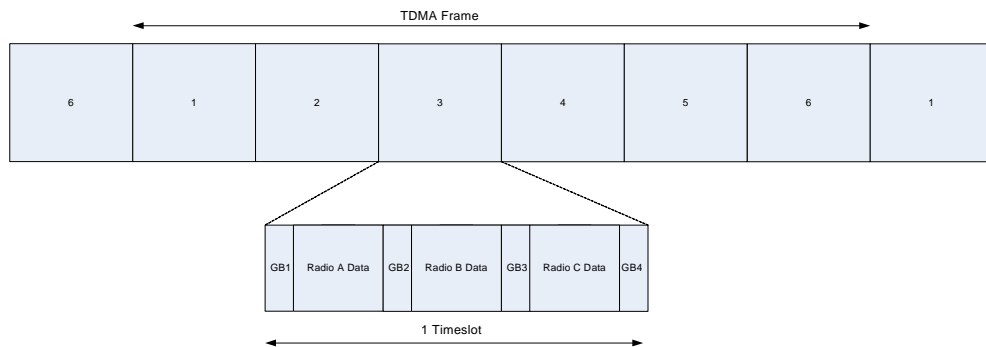 TDMA Frame
6 1 2 3 4 5 6 1
GB1 Radio A Data GB2 Radio B Data GB3 Radio C Data GB4
1 Timeslot